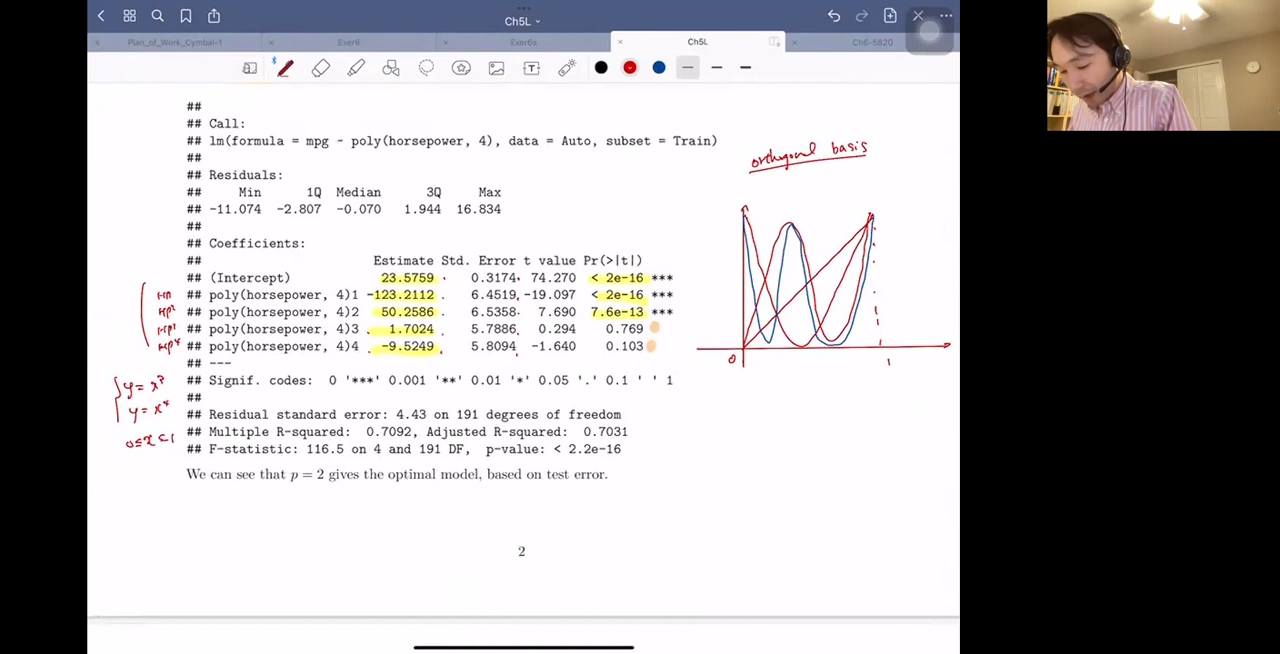 Ch5L
Plan_of_Work_Cymbal-1
Exer6
Exer6s
Ch5L
Ch6-5820
##
## Call:
## lm(formula = mpg ~ poly(horsepower, 4), data = Auto, subset = Train)
##
## Residuals:
## Min 1Q Median 3Q Max
## -11.074 -2.807 -0.070 1.944 16.834
##
## Coefficients:
## Estimate Std. Error t value Pr(>|t|)
## (Intercept) 23.5759 0.3174 74.270 < 2e-16 ***
## poly(horsepower, 4)1 -123.2112 6.4519 -19.097 < 2e-16 ***
## poly(horsepower, 4)2 50.2586 6.5358 7.690 7.6e-13 ***
## poly(horsepower, 4)3 1.7024 5.7886 0.294 0.769
## poly(horsepower, 4)4 -9.5249 5.8094 -1.640 0.103
## ---
## Signif. codes: 0 '***' 0.001 '**' 0.01 '*' 0.05 '.' 0.1 ' ' 1
##
## Residual standard error: 4.43 on 191 degrees of freedom
## Multiple R-squared: 0.7092, Adjusted R-squared: 0.7031
## F-statistic: 116.5 on 4 and 191 DF, p-value: < 2.2e-16
We can see that p = 2 gives the optimal model, based on test error.
2
y = x³
y = x⁴
0≤x≤1
orthogonal basis
0
1